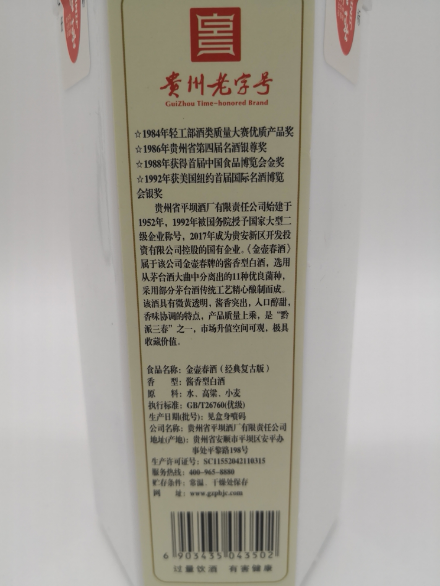 貴州老字号
GuiZhou Time-honored Brand
☆1984年轻工部酒类质量大赛优质产品奖
☆1986年贵州省第四届名酒银尊奖
☆1988年获得首届中国食品博览会金奖
☆1992年获美国纽约首届国际名酒博览
会银奖
贵州省平坝酒厂有限责任公司始建于
1952年，1992年被国务院授予国家大型二
级企业称号，2017年成为贵安新区开发投
资有限公司控股的国有企业。《金壶春酒》
属于该公司金壶春牌的酱香型白酒，选用
从茅台酒大曲中分离出的11种优良菌种，
采用部分茅台酒传统工艺精心酿制而成。
该酒具有微黄透明，酱香突出，入口醇甜，
香味协调的特点，产品质量上乘，是“黔
派三春”之一，市场升值空间可观，极具
收藏价值。
食品名称：金壶春酒（经典复古版）
香 型：酱香型白酒
原 料：水、高粱、小麦
执行标准：GB/T26760(优级)
生产日期(批号)：见盒身喷码
公司名称：贵州省平坝酒厂有限责任公司
地址(产地)：贵州省安顺市平坝区安平办
事处平黎路198号
生产许可证号：SC11552042110315
服务热线：400-965-8880
贮存条件：常温、干燥处保存
网 址：www.gzpbjc.com
6 903435 043502
过量饮酒 有害健康